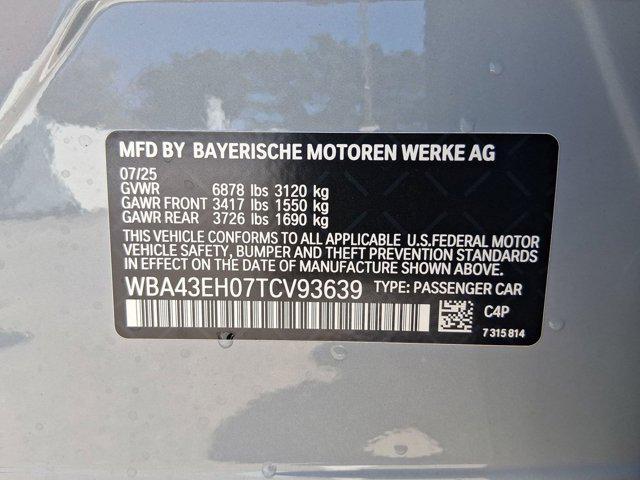 MFD BY BAYERISCHE MOTOREN WERKE AG
07/25
GVWR 6878 lbs 3120 kg
GAWR FRONT 3417 lbs 1550 kg
GAWR REAR 3726 lbs 1690 kg
THIS VEHICLE CONFORMS TO ALL APPLICABLE U.S.FEDERAL MOTOR
VEHICLE SAFETY, BUMPER AND THEFT PREVENTION STANDARDS
IN EFFECT ON THE DATE OF MANUFACTURE SHOWN ABOVE.
WBA43EH07TCV93639 TYPE: PASSENGER CAR
C4P
7 315 814